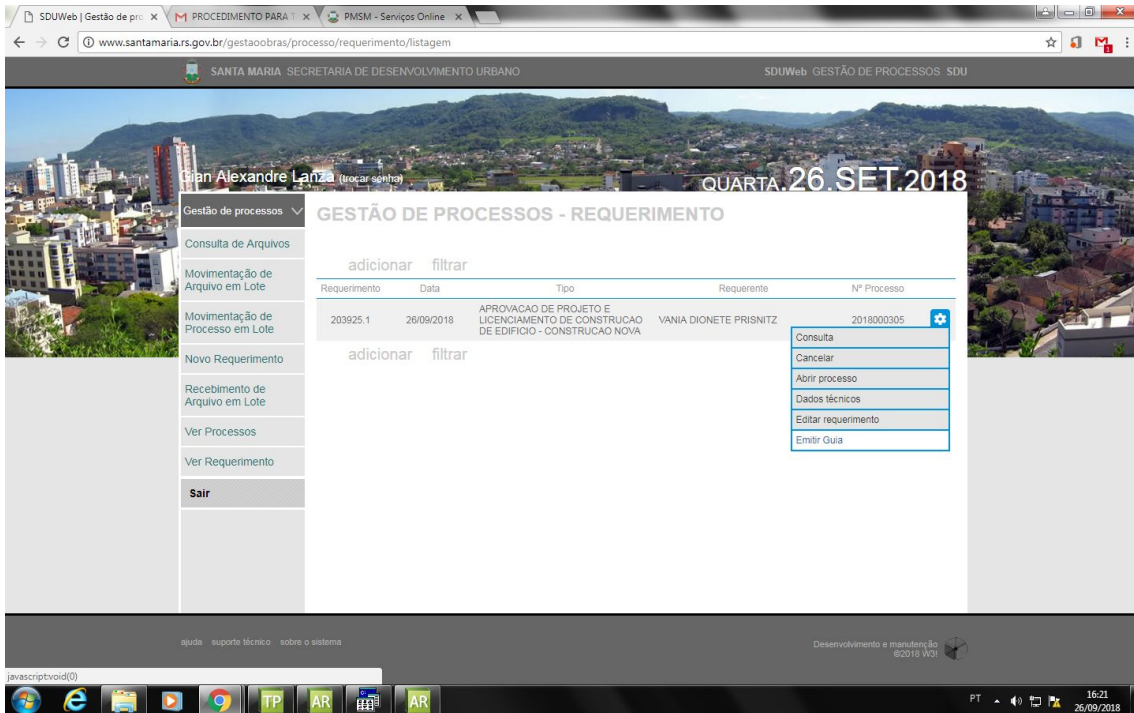 SDUWeb | Gestão de pro
PROCEDIMENTO PARA T
PMSM - Serviços Online
www.santamaria.rs.gov.br/gestaoobras/processo/requerimento/listagem
SANTA MARIA SECRETARIA DE DESENVOLVIMENTO URBANO
SDUWeb GESTÃO DE PROCESSOS SDU
Gian Alexandre Lanza (trocar senha)
QUARTA.26.SET.2018
Gestão de processos
Consulta de Arquivos
Movimentação de
Arquivo em Lote
Movimentação de
Processo em Lote
Novo Requerimento
Recebimento de
Arquivo em Lote
Ver Processos
Ver Requerimento
Sair
GESTÃO DE PROCESSOS - REQUERIMENTO
adicionar filtrar
Requerimento Data Tipo Requerente Nº Processo
203925.1 26/09/2018 APROVACAO DE PROJETO E
LICENCIAMENTO DE CONSTRUCAO
DE EDIFICIO - CONSTRUCAO NOVA
VANIA DIONETE PRISNITZ 2018000305
adicionar filtrar
Consulta
Cancelar
Abrir processo
Dados técnicos
Editar requerimento
Emitir Guia
ajuda suporte técnico sobre o sistema
Desenvolvimento e manutenção
©2018 W3!
javascript:void(0)
TP
AR
AR
PT
16:21
26/09/2018